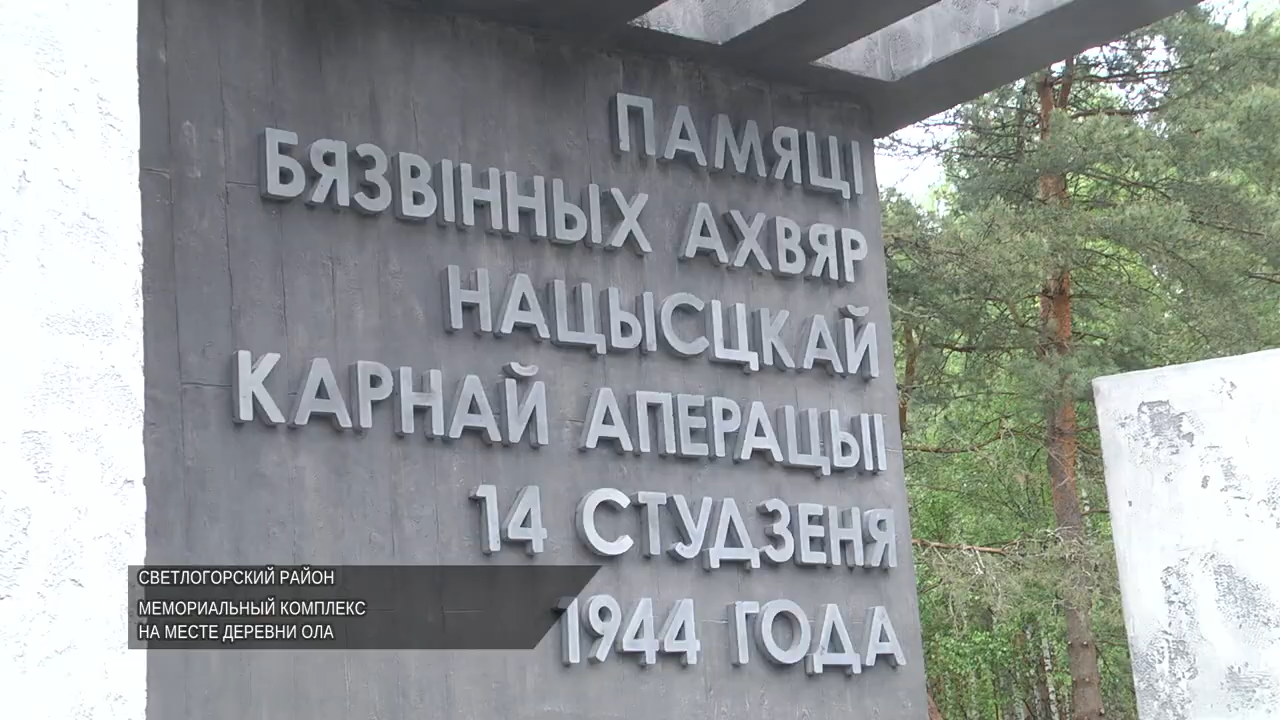 ПАМЯЦІ
БЯЗВІННЫХ АХВЯР
НАЦЫСЦКАЙ
КАРНАЙ АПЕРАЦЫІ
14 СТУДЗЕНЯ
1944 ГОДА
СВЕТЛОГОРСКИЙ РАЙОН
МЕМОРИАЛЬНЫЙ КОМПЛЕКС
НА МЕСТЕ ДЕРЕВНИ ОЛА